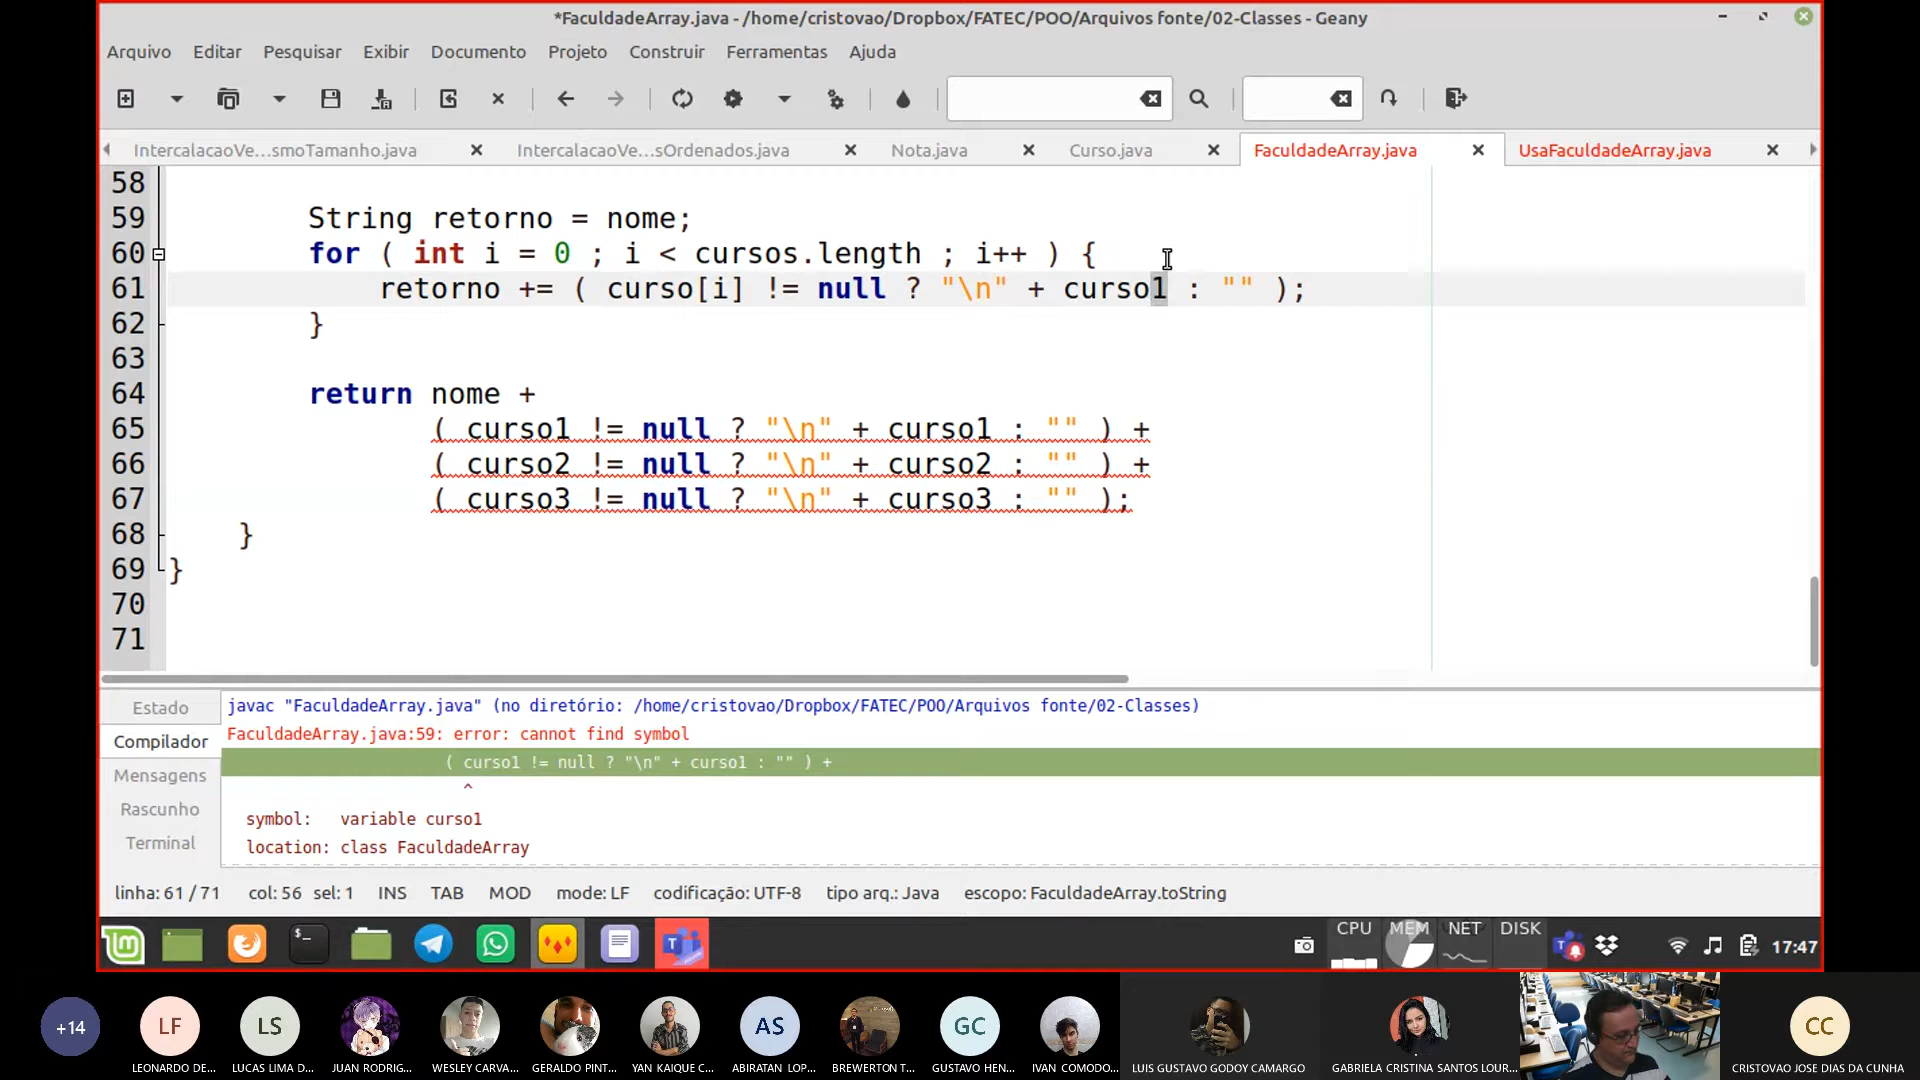 *FaculdadeArray.java - /home/cristovao/Dropbox/FATEC/POO/Arquivos fonte/02-Classes - Geany
Arquivo Editar Pesquisar Exibir Documento Projeto Construir Ferramentas Ajuda
IntercalacaoVe...smoTamanho.java IntercalacaoVe...sOrdenados.java Nota.java Curso.java FaculdadeArray.java UsaFaculdadeArray.java
58
59 String retorno = nome;
60 for ( int i = 0 ; i < cursos.length ; i++ ) {
61 retorno += ( curso[i] != null ? "\n" + curso1 : "" );
62 }
63
64 return nome +
65 ( curso1 != null ? "\n" + curso1 : "" ) +
66 ( curso2 != null ? "\n" + curso2 : "" ) +
67 ( curso3 != null ? "\n" + curso3 : "" );
68 }
69 }
70
71
Estado
Compilador
Mensagens
Rascunho
Terminal
javac "FaculdadeArray.java" (no diretório: /home/cristovao/Dropbox/FATEC/POO/Arquivos fonte/02-Classes)
FaculdadeArray.java:59: error: cannot find symbol
( curso1 != null ? "\n" + curso1 : "" ) +
^
symbol: variable curso1
location: class FaculdadeArray
linha: 61 / 71 col: 56 sel: 1 INS TAB MOD mode: LF codificação: UTF-8 tipo arq.: Java escopo: FaculdadeArray.toString
CPU MEM NET DISK 17:47
+14 LF LS AS GC CC
LEONARDO DE... LUCAS LIMA D... JUAN RODRIG... WESLEY CARVA... GERALDO PINT... YAN KAIQUE C... ABIRATAN LOP... BREWERTON T... GUSTAVO HEN... IVAN COMODO... LUIS GUSTAVO GODOY CAMARGO GABRIELA CRISTINA SANTOS LOUR... CRISTOVAO JOSE DIAS DA CUNHA